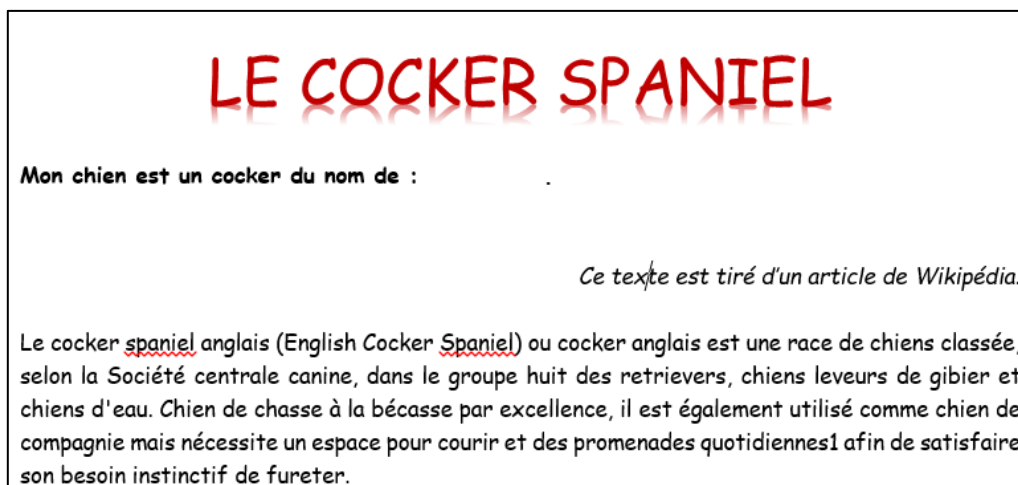 LE COCKER SPANIEL
Mon chien est un cocker du nom de : .
Ce texte est tiré d’un article de Wikipédia.
Le cocker spaniel anglais (English Cocker Spaniel) ou cocker anglais est une race de chiens classée,
selon la Société centrale canine, dans le groupe huit des retrievers, chiens leveurs de gibier et
chiens d'eau. Chien de chasse à la bécasse par excellence, il est également utilisé comme chien de
compagnie mais nécessite un espace pour courir et des promenades quotidiennes1 afin de satisfaire
son besoin instinctif de fureter.